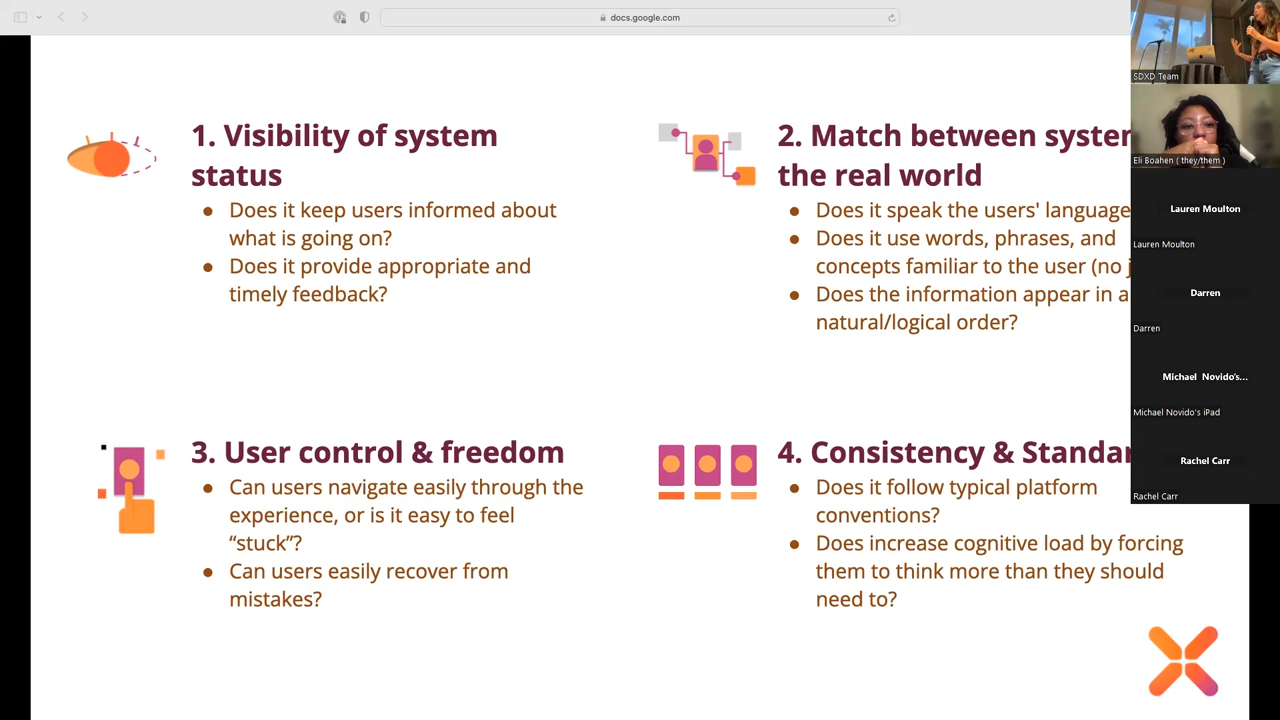 docs.google.com
1. Visibility of system
status
● Does it keep users informed about
what is going on?
● Does it provide appropriate and
timely feedback?
2. Match between system
the real world
● Does it speak the users' language
● Does it use words, phrases, and
concepts familiar to the user (no j
● Does the information appear in a
natural/logical order?
3. User control & freedom
● Can users navigate easily through the
experience, or is it easy to feel
“stuck”?
● Can users easily recover from
mistakes?
4. Consistency & Standar
● Does it follow typical platform
conventions?
● Does increase cognitive load by forcing
them to think more than they should
need to?
SDXD Team
Eli Boahen ( they/them )
Lauren Moulton
Lauren Moulton
Darren
Darren
Michael Novido's...
Michael Novido's iPad
Rachel Carr
Rachel Carr